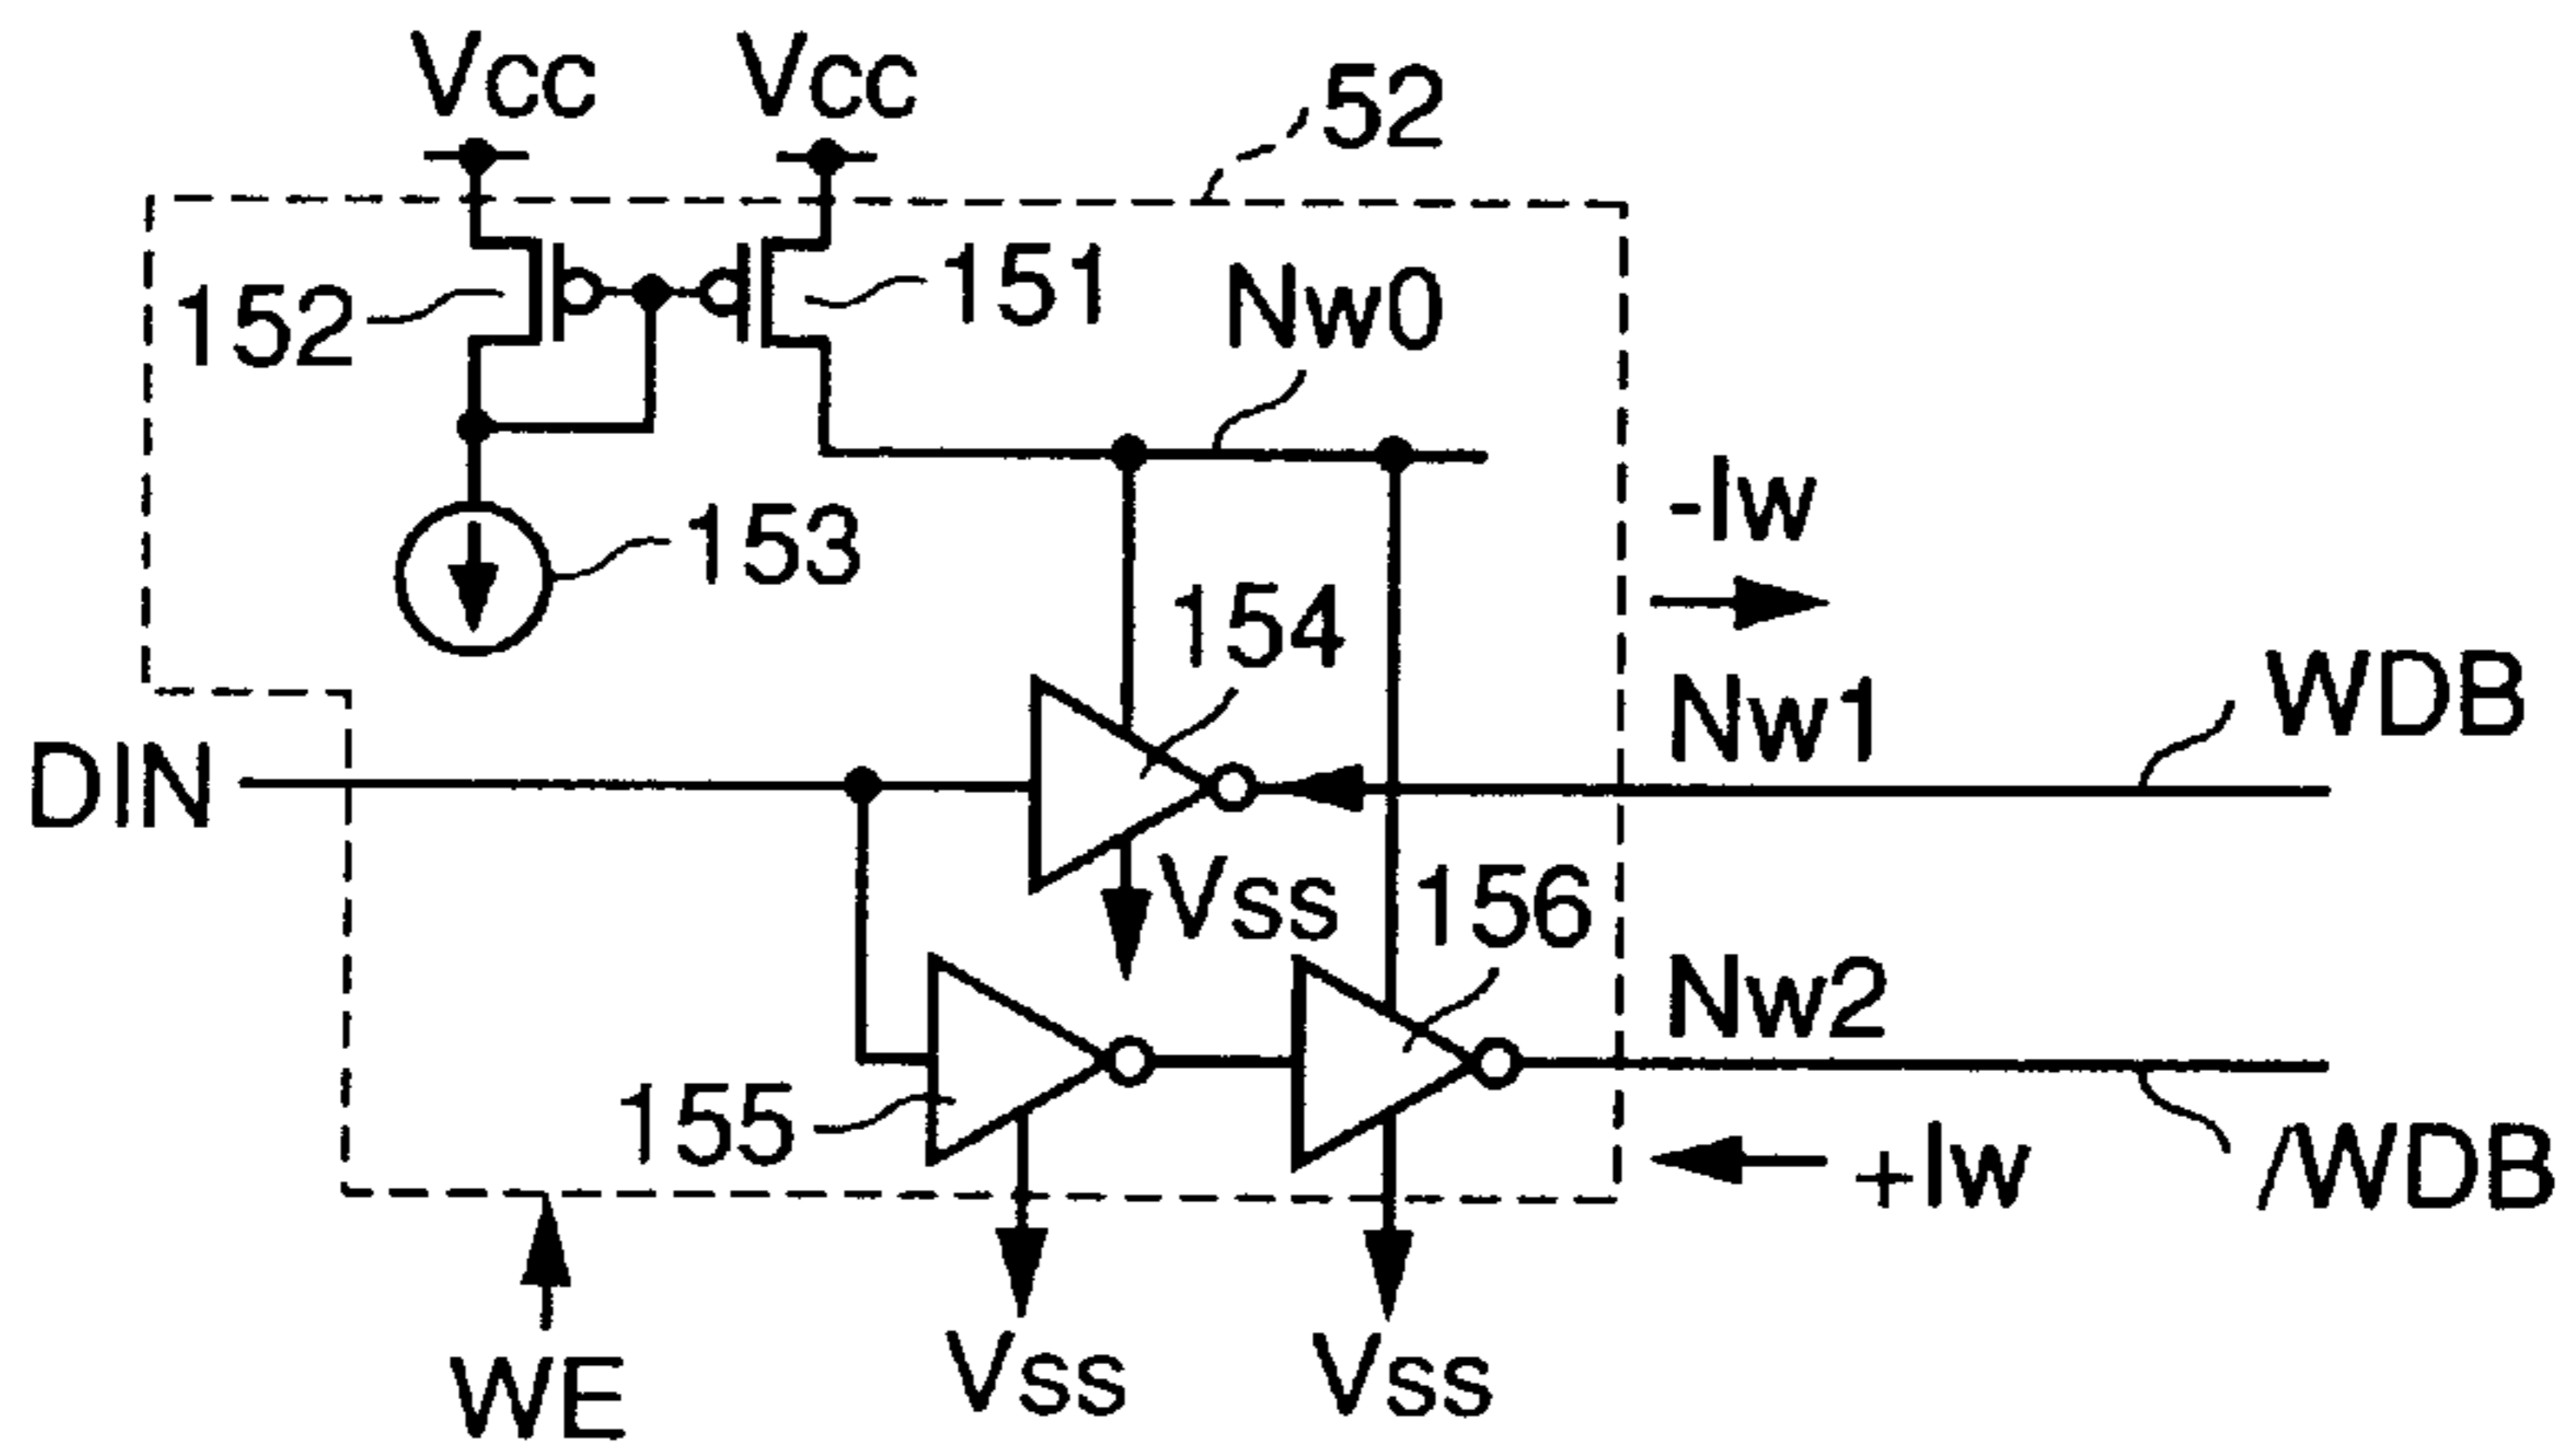 Vcc Vcc
52
152
151
Nw0
153
-Iw
154
Nw1
WDB
DIN
Vss
156
Nw2
155
+Iw
/WDB
WE
Vss
Vss